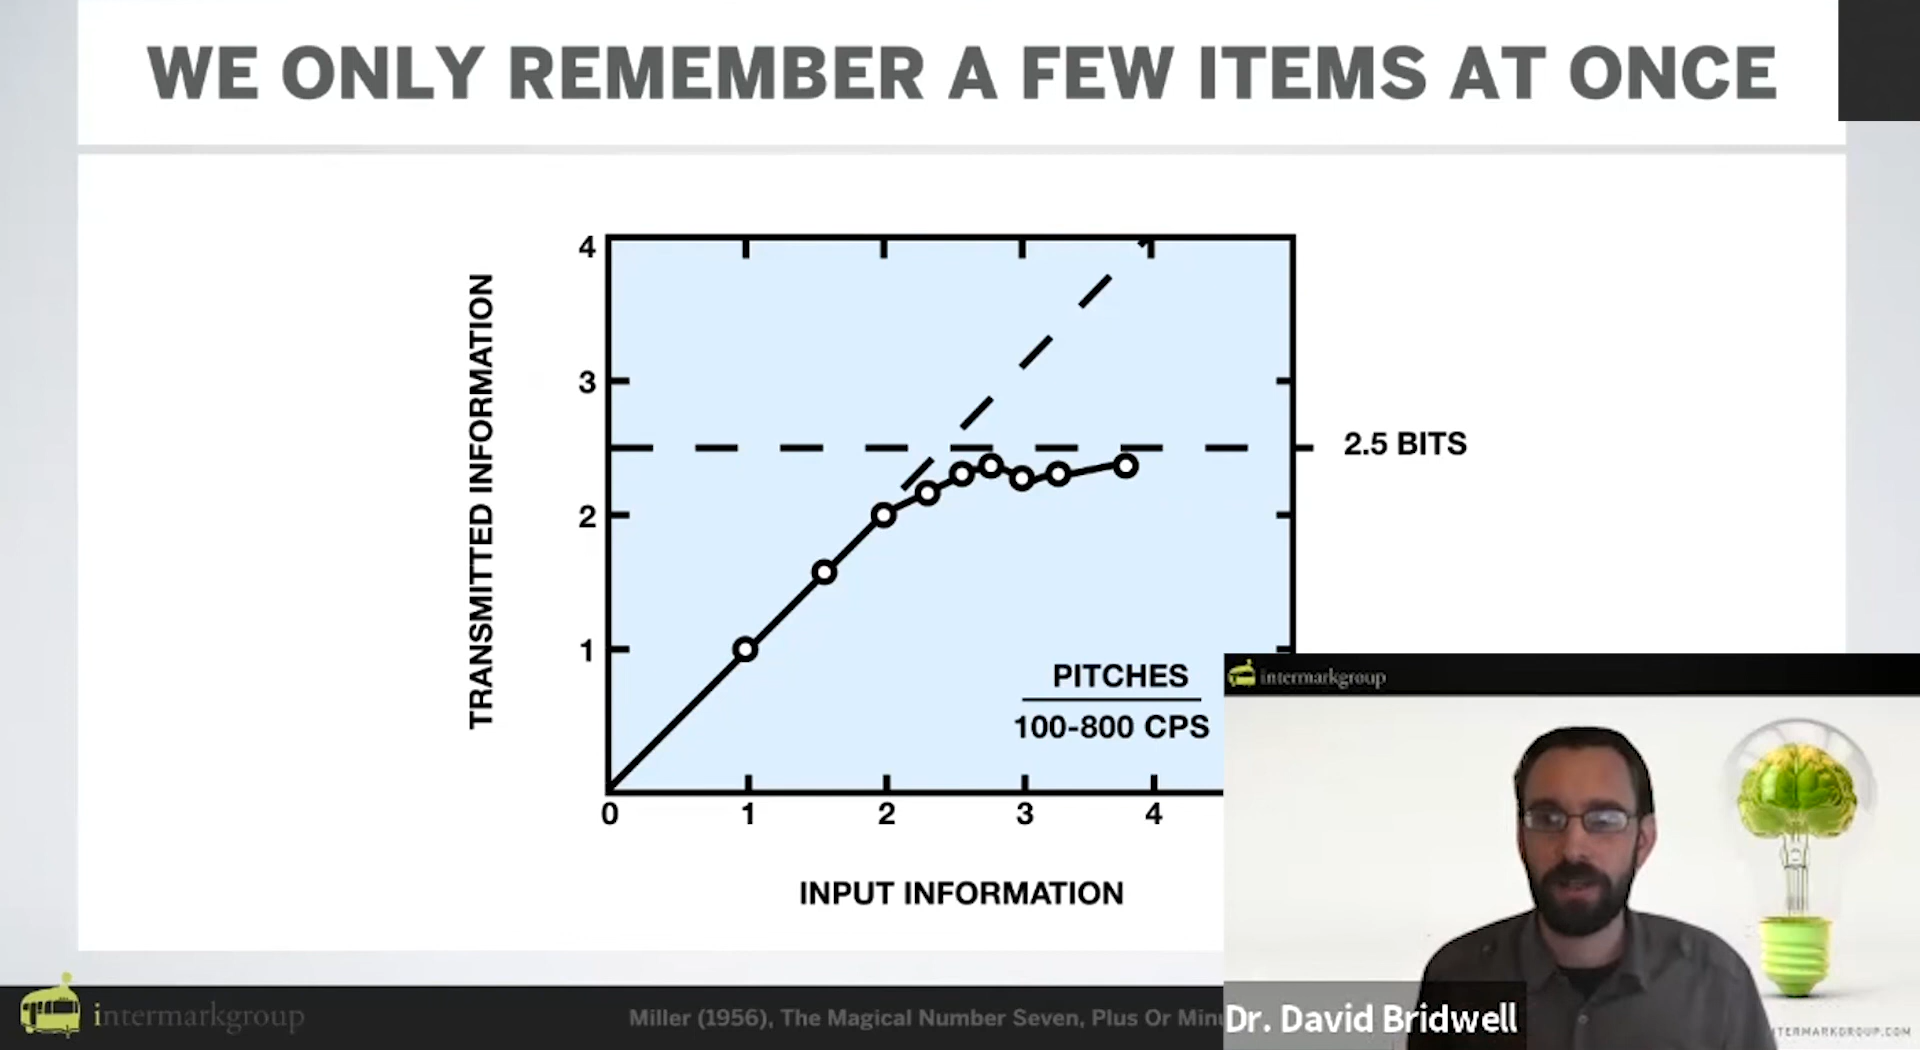 WE ONLY REMEMBER A FEW ITEMS AT ONCE
TRANSMITTED INFORMATION
4
3
2
1
2.5 BITS
PITCHES
100-800 CPS
0 1 2 3 4
INPUT INFORMATION
intermarkgroup
intermarkgroup
Miller (1956), The Magical Number Seven, Plus Or
Dr. David Bridwell